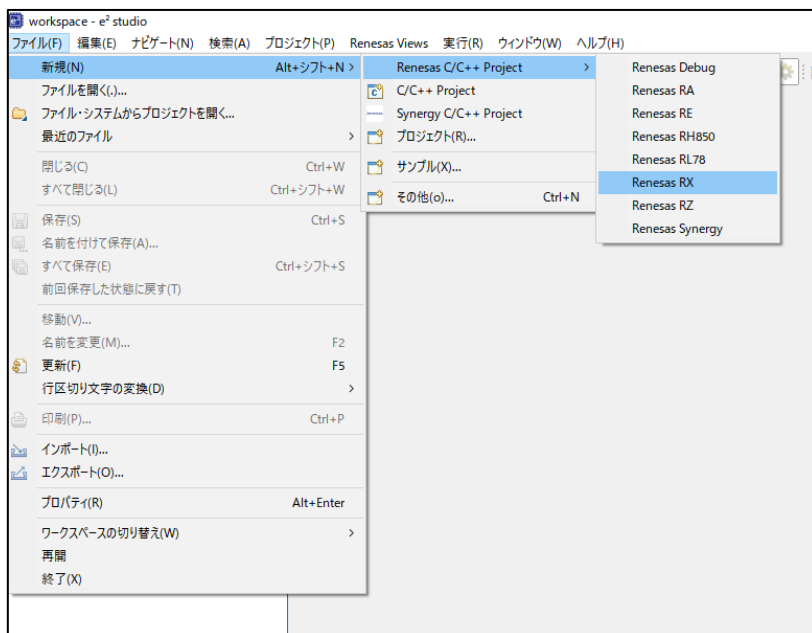 workspace - e² studio
ファイル(F) 編集(E) ナビゲート(N) 検索(A) プロジェクト(P) Renesas Views 実行(R) ウィンドウ(W) ヘルプ(H)
新規(N) Alt+シフト+N >
ファイルを開く(.)...
ファイル・システムからプロジェクトを開く...
最近のファイル >
閉じる(C) Ctrl+W
すべて閉じる(L) Ctrl+シフト+W
保存(S) Ctrl+S
名前を付けて保存(A)...
すべて保存(E) Ctrl+シフト+S
前回保存した状態に戻す(T)
移動(V)...
名前を変更(M)... F2
更新(F) F5
行区切り文字の変換(D) >
印刷(P)... Ctrl+P
インポート(I)...
エクスポート(O)...
プロパティ(R) Alt+Enter
ワークスペースの切り替え(W) >
再開
終了(X)
Renesas C/C++ Project >
C/C++ Project
Synergy C/C++ Project
プロジェクト(R)...
サンプル(X)...
その他(o)... Ctrl+N
Renesas Debug
Renesas RA
Renesas RE
Renesas RH850
Renesas RL78
Renesas RX
Renesas RZ
Renesas Synergy